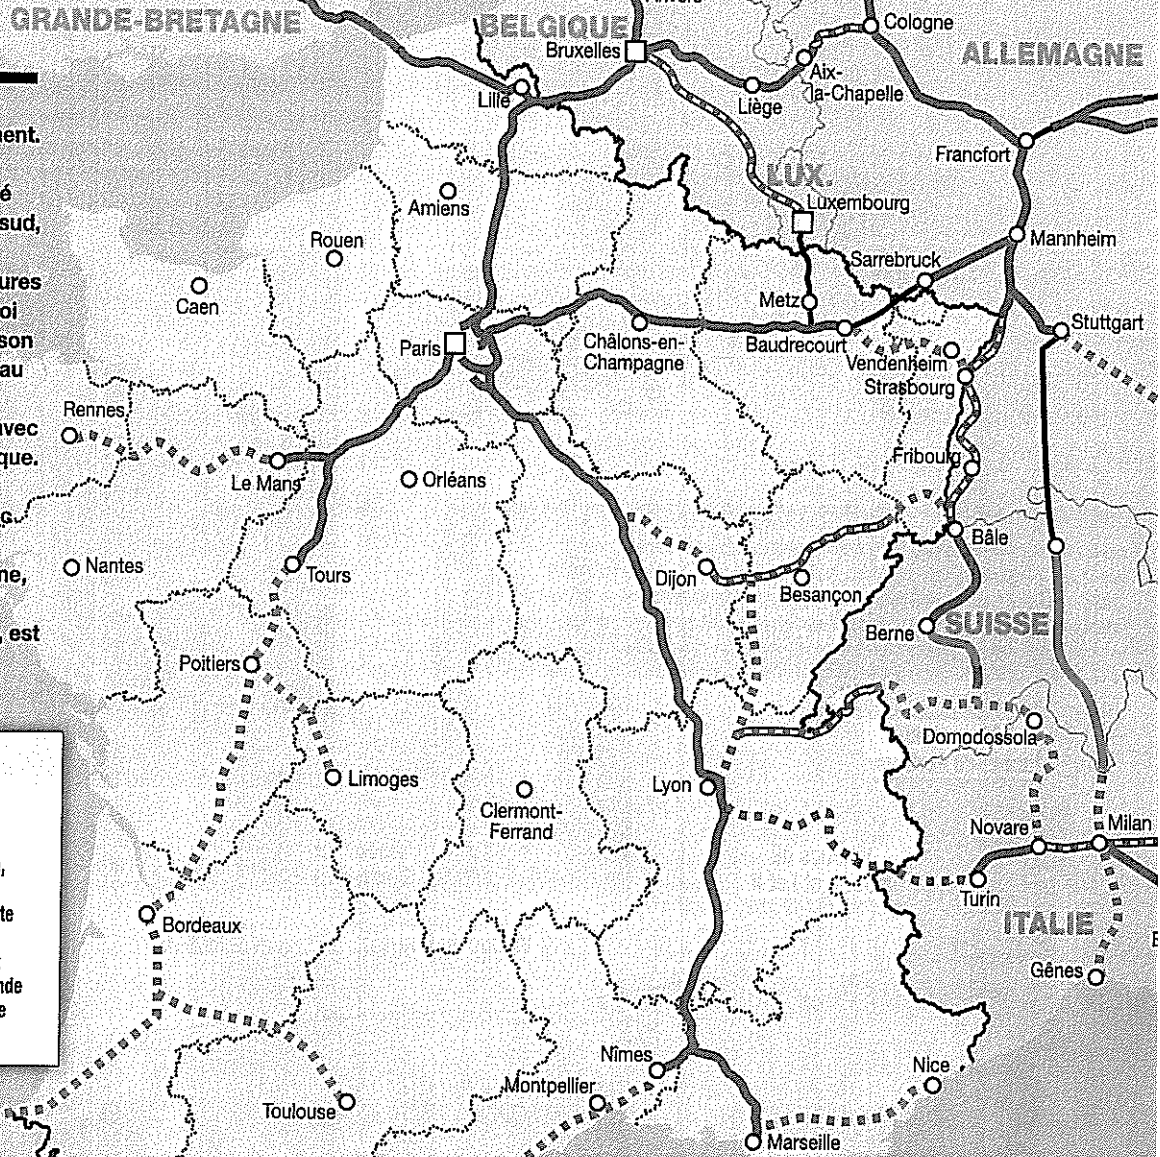 GRANDE-BRETAGNE
BELGIQUE
Bruxelles
Cologne
ALLEMAGNE
Aix-
la-Chapelle
Lille
Liège
ment.
Francfort
é
sud,
LUX.
Luxembourg
Amiens
Rouen
Mannheim
Sarrebruck
ures
Caen
Metz
oi
Stuttgart
son
Paris
Châlons-en-
Champagne
Baudrecourt
au
Vendenheim
Strasbourg
Rennes
avec
que.
Fribourg
Le Mans
Orléans
G
Bâle
Nantes
ne,
Tours
Dijon
Besançon
, est
Berne
SUISSE
Poitiers
Domodossola
Limoges
Lyon
Clermont-
Ferrand
Novare
Milan
,
te
Turin
Bordeaux
ITALIE
E
Gênes
nde
e
Nîmes
Nice
Montpellier
Toulouse
Marseille